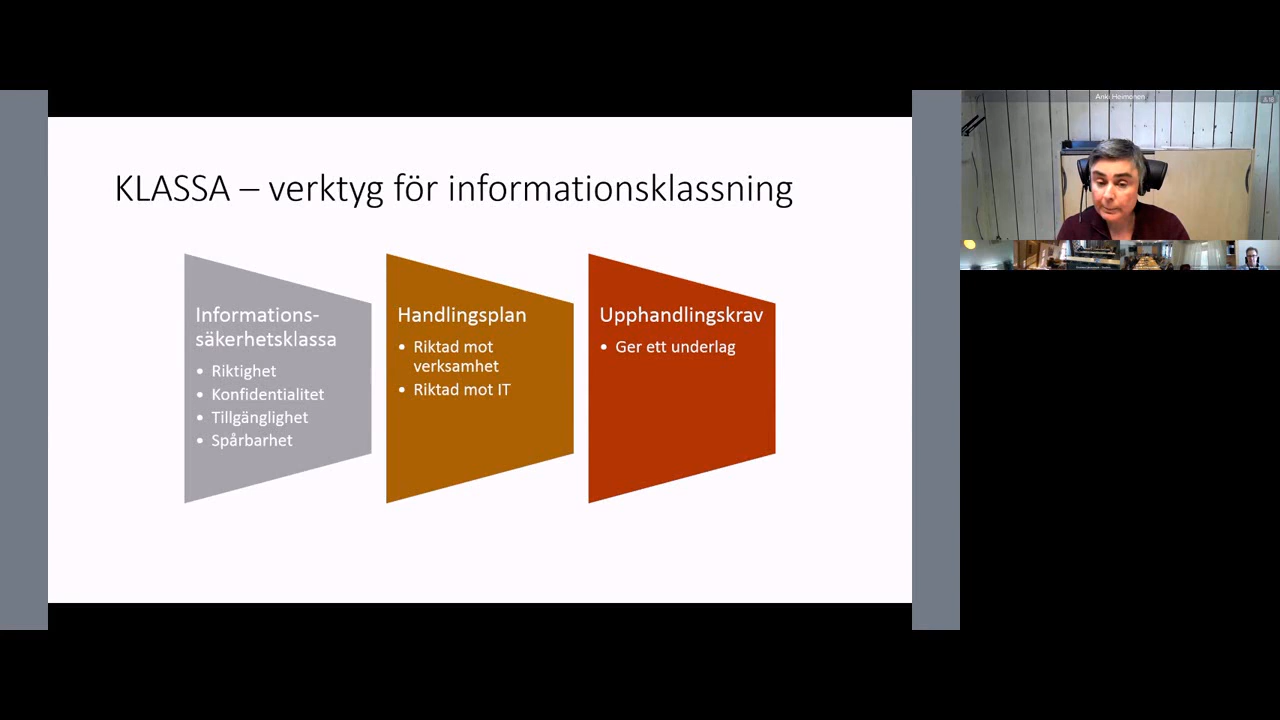 KLASSA – verktyg för informationsklassning
Informations-
säkerhetsklassa
• Riktighet
• Konfidentialitet
• Tillgänglighet
• Spårbarhet
Handlingsplan
• Riktad mot
verksamhet
• Riktad mot IT
Upphandlingskrav
• Ger ett underlag